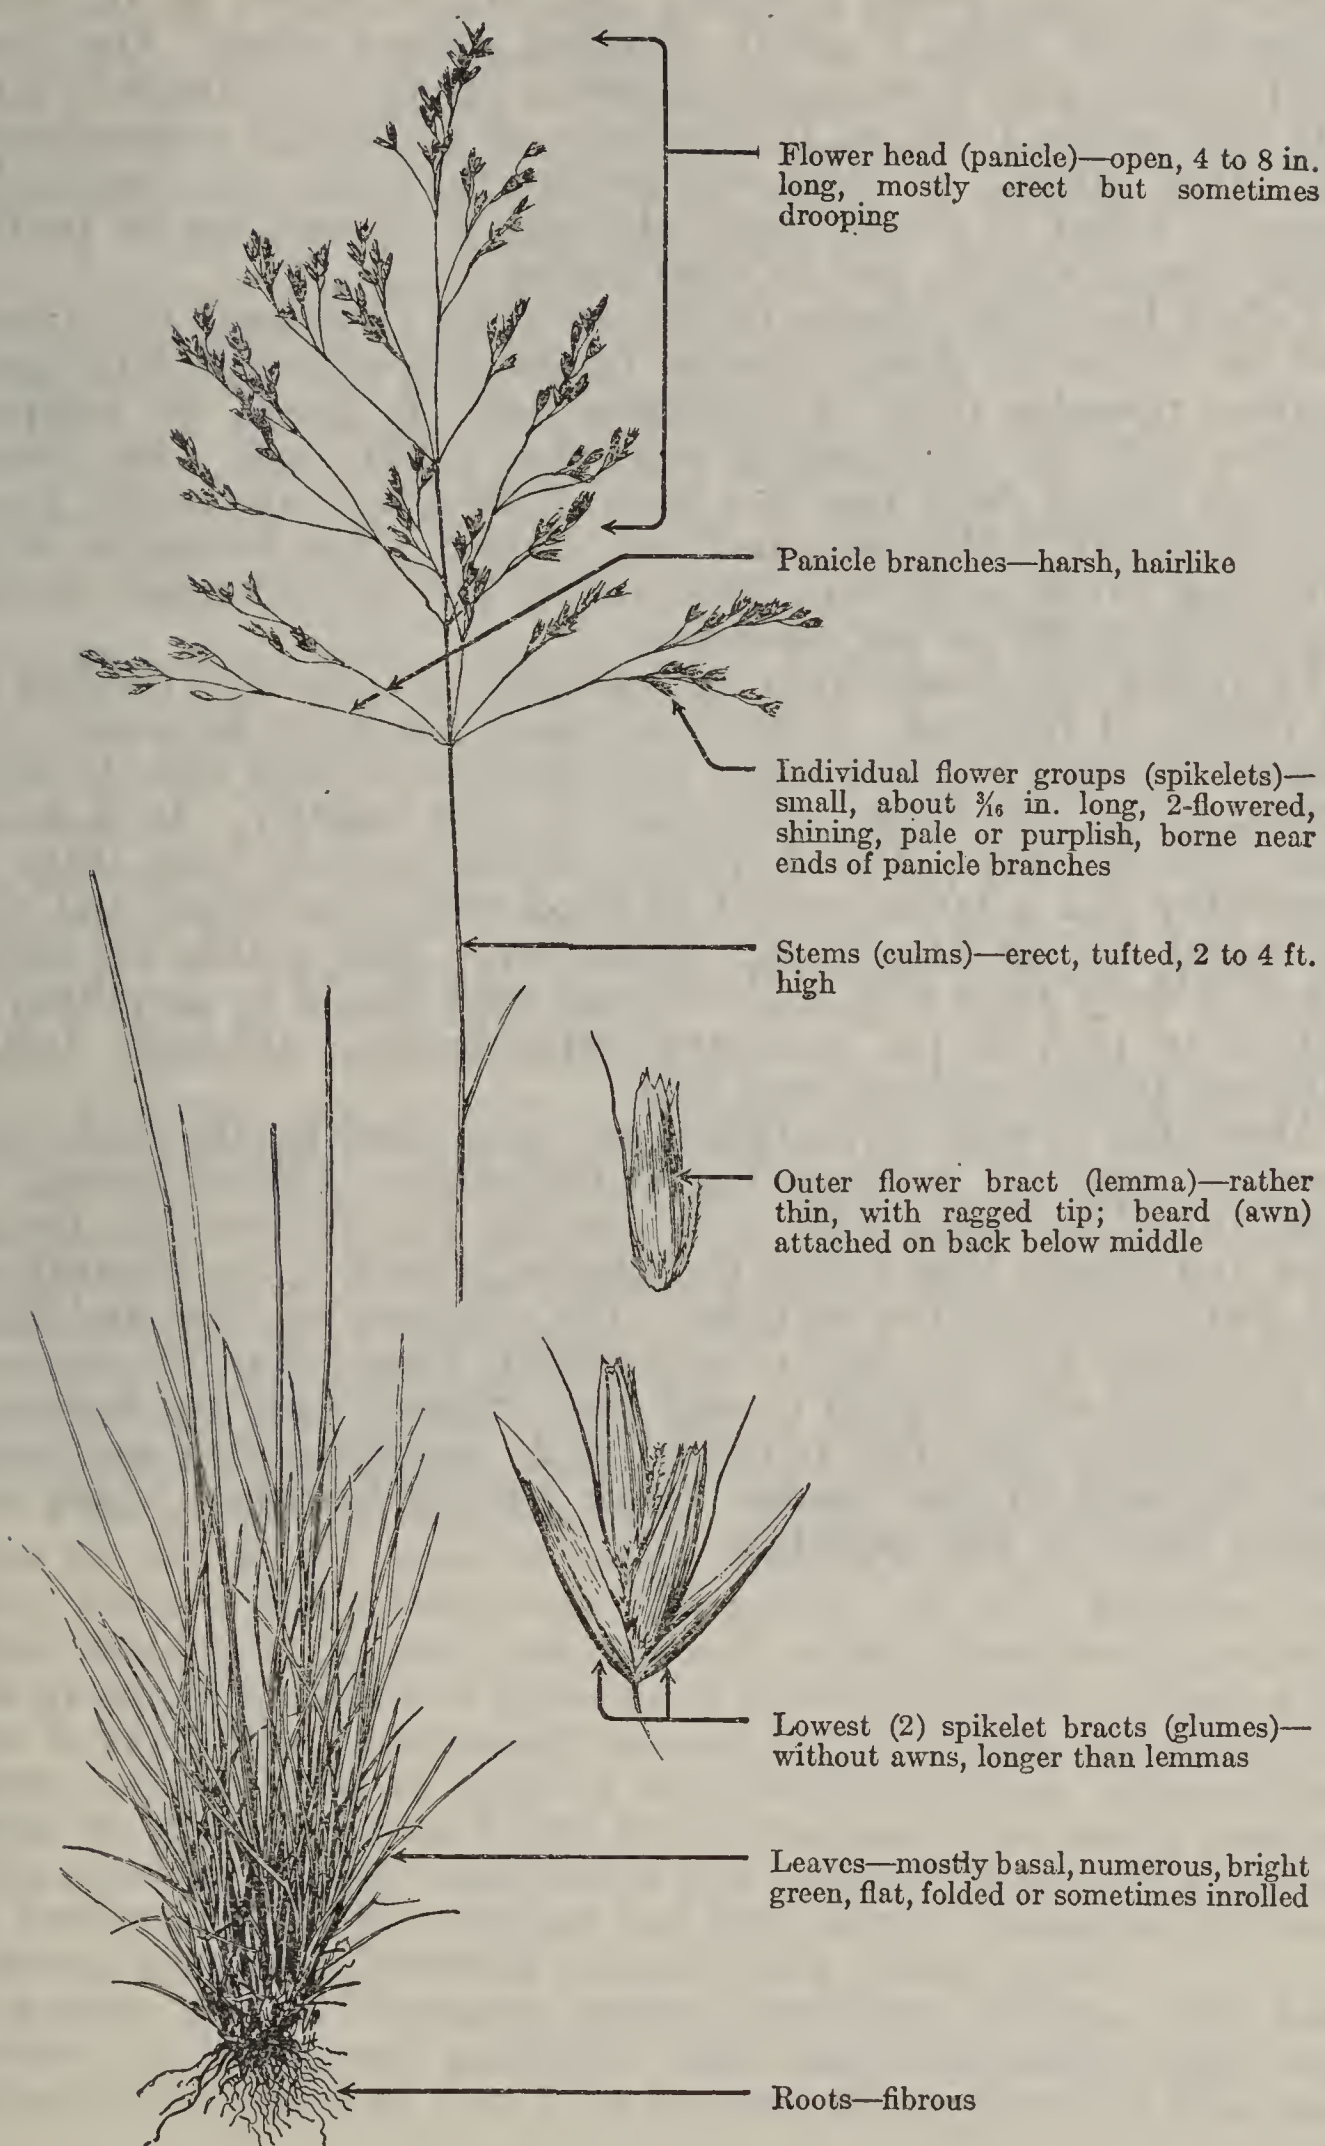 Flower head (panicle)—open, 4 to 8 in.
long, mostly erect but sometimes
drooping
Panicle branches—harsh, hairlike
Individual flower groups (spikelets)—
small, about 3/16 in. long, 2-flowered,
shining, pale or purplish, borne near
ends of panicle branches
Stems (culms)—erect, tufted, 2 to 4 ft.
high
Outer flower bract (lemma)—rather
thin, with ragged tip; beard (awn)
attached on back below middle
Lowest (2) spikelet bracts (glumes)—
without awns, longer than lemmas
Leaves—mostly basal, numerous, bright
green, flat, folded or sometimes inrolled
Roots—fibrous